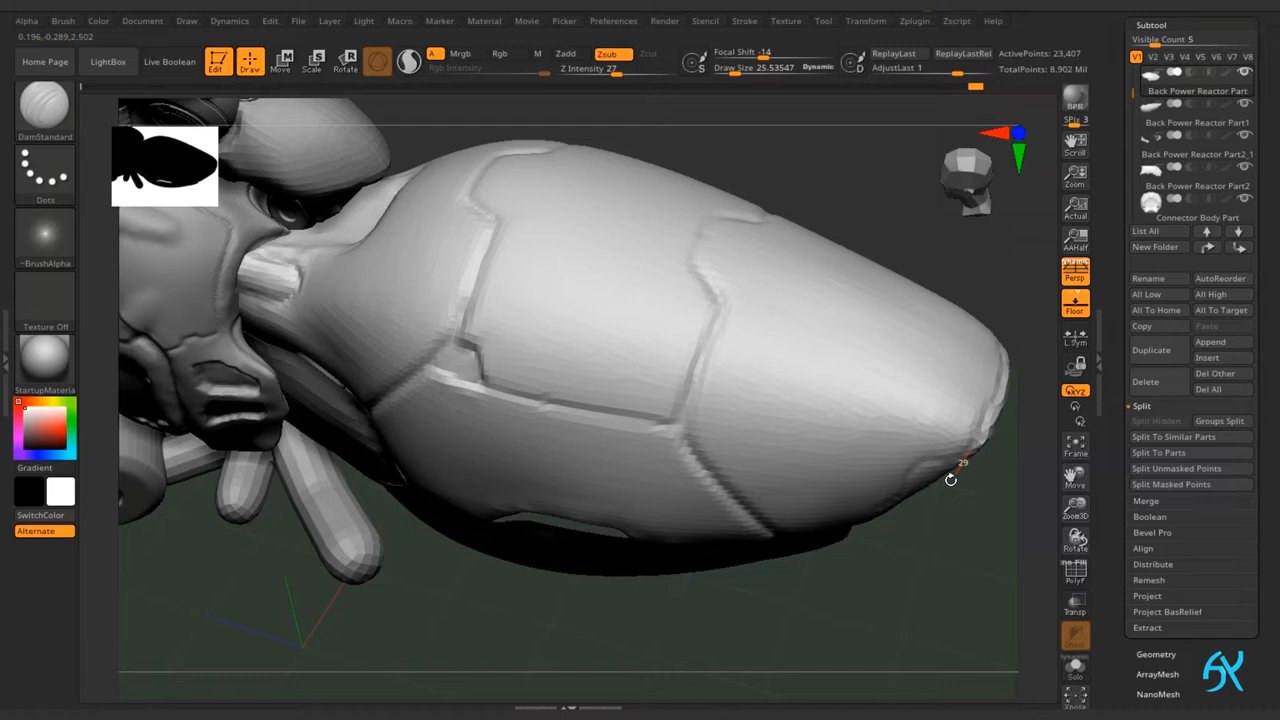 Alpha Brush Color Document Draw Dynamics Edit File Layer Light Macro Marker Material Movie Picker Preferences Render Stencil Stroke Texture Tool Transform Zplugin Zscript Help
0.196,-0.289,2.502
Home Page LightBox Live Boolean Edit Draw Move Scale Rotate A Mrgb Rgb M Zadd Zsub Zcut
Rgb Intensity Z Intensity 27
S Focal Shift -14
Draw Size 25.53547 Dynamic D
ReplayLast ReplayLastRel ActivePoints: 23,407
AdjustLast 1 TotalPoints: 8.902 Mil
DamStandard
Dots
~BrushAlpha
Texture Off
StartupMateria
Gradient
SwitchColor
Alternate
29
BPR
SPix 3
Scroll
Zoom
Actual
AAHalf
Persp
Floor
L.Sym
XYZ
Y
Z
Frame
Move
Zoom3D
Rotate
PolyF
Transp
Ghost
Dynamic
Solo
Xpose
Subtool
Visible Count 5
V1 V2 V3 V4 V5 V6 V7 V8
Back Power Reactor Part
Back Power Reactor Part1
Back Power Reactor Part2_1
Back Power Reactor Part2
Connector Body Part
List All
New Folder
Rename AutoReorder
All Low All High
All To Home All To Target
Copy Paste
Duplicate Append
Insert
Delete Del Other
Del All
Split
Split Hidden Groups Split
Split To Similar Parts
Split To Parts
Split Unmasked Points
Split Masked Points
Merge
Boolean
Bevel Pro
Align
Distribute
Remesh
Project
Project BasRelief
Extract
Geometry
ArrayMesh
NanoMesh